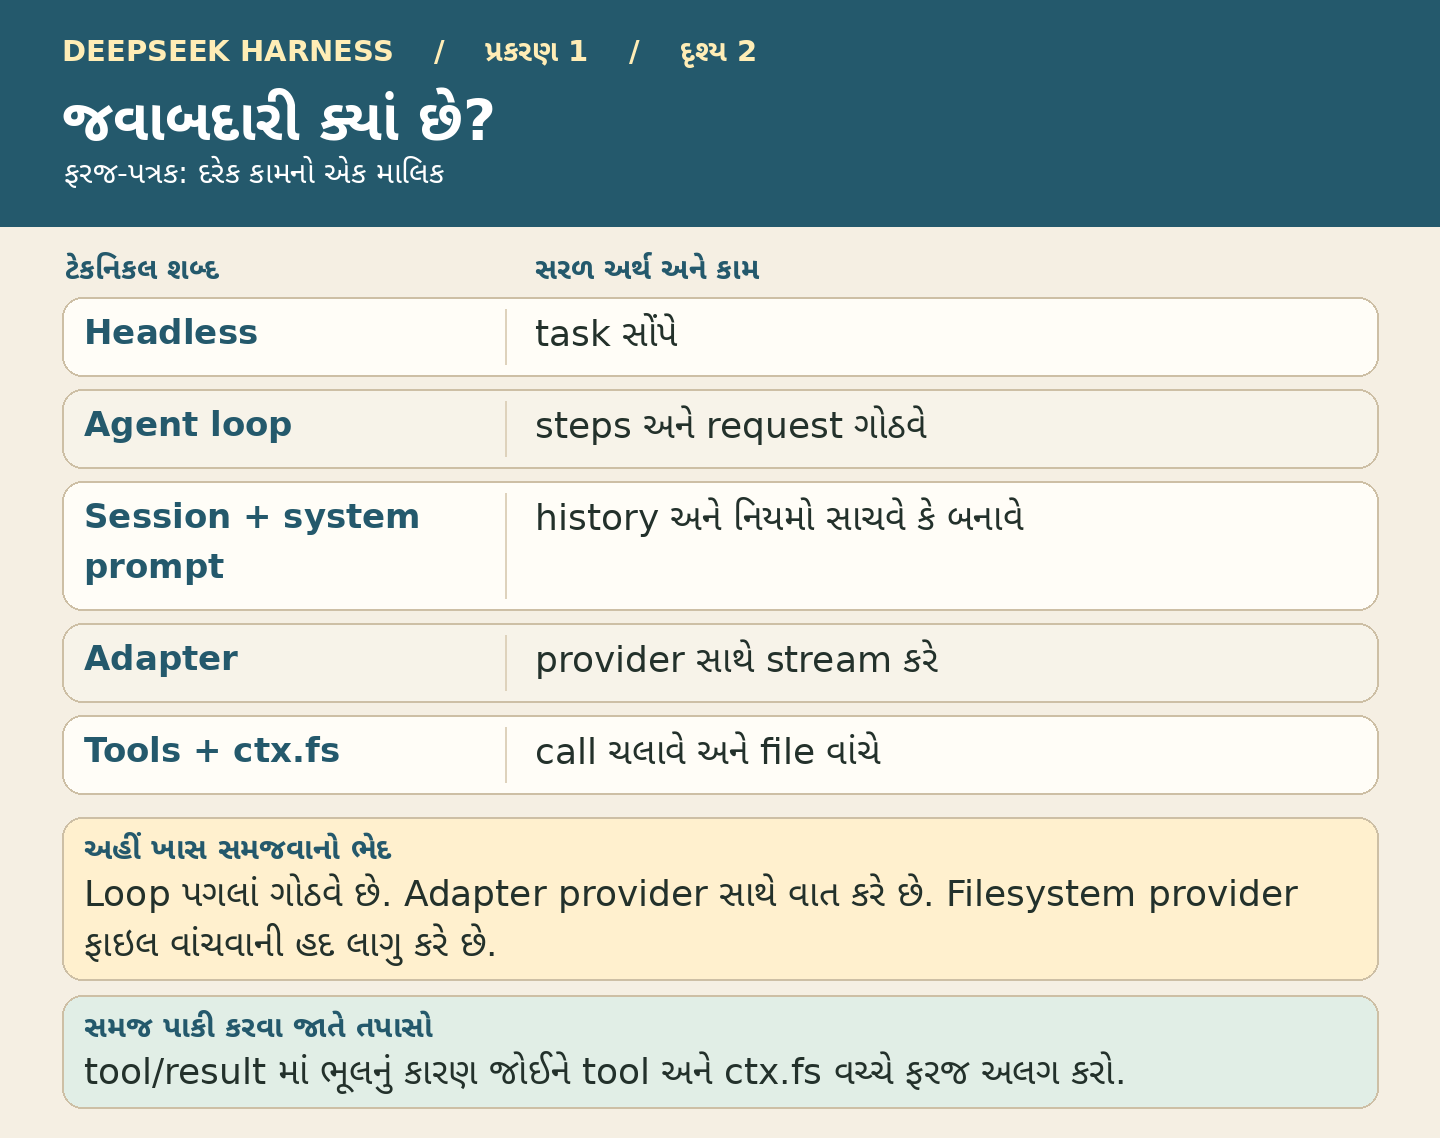 DEEPSEEK HARNESS / પ્રકરણ 1 / દૃશ્ય 2
જવાબદારી ક્યાં છે?
ફરજ-પત્રક: દરેક કામનો એક માલિક
ટેકનિકલ શબ્દ સરળ અર્થ અને કામ
Headless task સોંપે
Agent loop steps અને request ગોઠવે
Session + system history અને નિયમો સાચવે કે બનાવે
prompt
Adapter provider સાથે stream કરે
Tools + ctx.fs call ચલાવે અને file વાંચે
અહીં ખાસ સમજવાનો ભેદ
Loop પગલાં ગોઠવે છે. Adapter provider સાથે વાત કરે છે. Filesystem provider
ફાઇલ વાંચવાની હદ લાગુ કરે છે.
સમજ પાકી કરવા જાતે તપાસો
tool/result માં ભૂલનું કારણ જોઈને tool અને ctx.fs વચ્ચે ફરજ અલગ કરો.